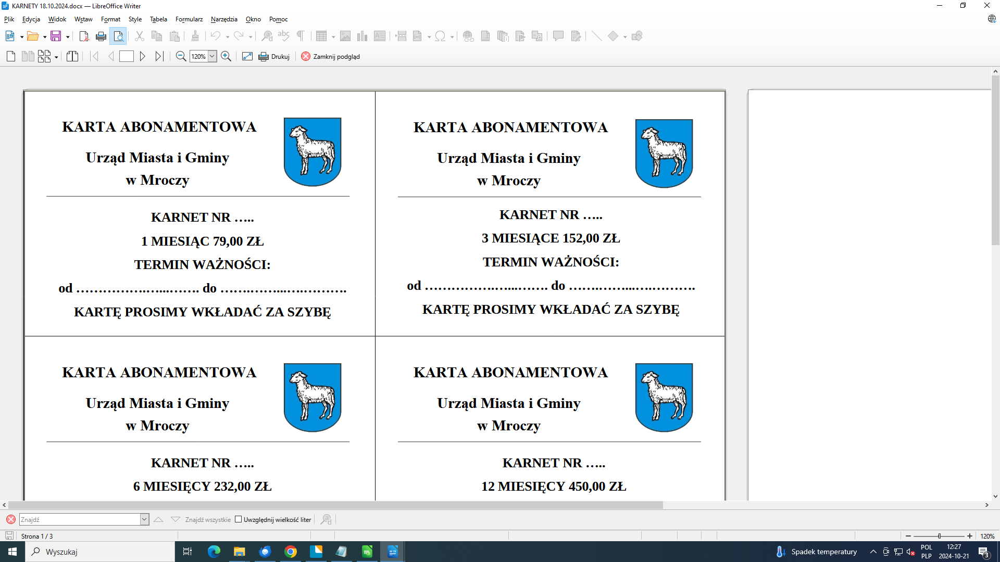 KARNETY 18.10.2024.docx — LibreOffice Writer
Plik Edycja Widok Wstaw Format Style Tabela Formularz Narzędzia Okno Pomoc
120% Drukuj Zamknij podgląd
KARTA ABONAMENTOWA
Urząd Miasta i Gminy
w Mroczy
KARNET NR …..
1 MIESIĄC 79,00 ZŁ
TERMIN WAŻNOŚCI:
od …………….…...……. do …….……...….……….
KARTĘ PROSIMY WKŁADAĆ ZA SZYBĘ
KARTA ABONAMENTOWA
Urząd Miasta i Gminy
w Mroczy
KARNET NR …..
3 MIESIĄCE 152,00 ZŁ
TERMIN WAŻNOŚCI:
od …………….…...……. do …….……...….……….
KARTĘ PROSIMY WKŁADAĆ ZA SZYBĘ
KARTA ABONAMENTOWA
Urząd Miasta i Gminy
w Mroczy
KARNET NR …..
6 MIESIĘCY 232,00 ZŁ
KARTA ABONAMENTOWA
Urząd Miasta i Gminy
w Mroczy
KARNET NR …..
12 MIESIĘCY 450,00 ZŁ
Znajdź Znajdź wszystkie Uwzględnij wielkość liter
Strona 1 / 3 120%
Wyszukaj
Spadek temperatury
POL
PLP
12:27
2024-10-21
3